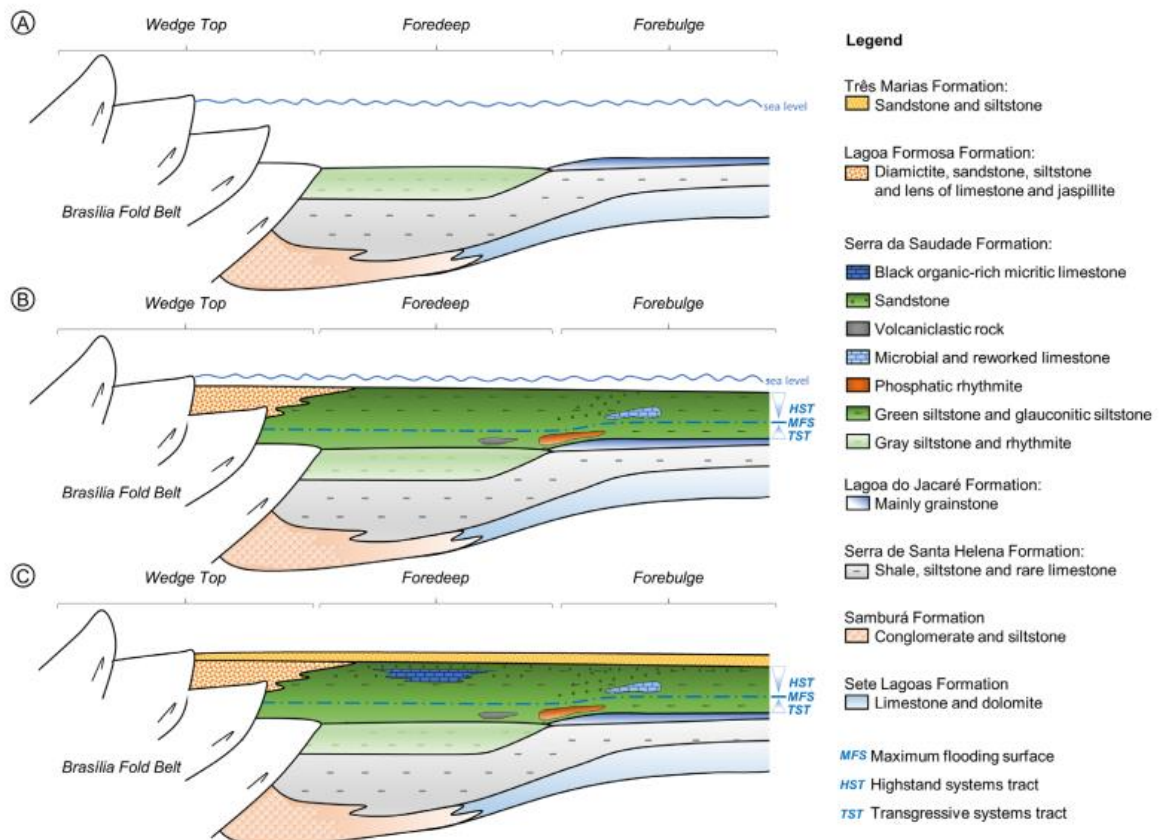 A
Wedge Top
Foredeep
Forebulge
sea level
Brasília Fold Belt
B
Wedge Top
Foredeep
Forebulge
sea level
HST
MFS
TST
Brasília Fold Belt
C
Wedge Top
Foredeep
Forebulge
HST
MFS
TST
Brasília Fold Belt
Legend
Três Marias Formation:
Sandstone and siltstone
Lagoa Formosa Formation:
Diamictite, sandstone, siltstone
and lens of limestone and jaspillite
Serra da Saudade Formation:
Black organic-rich micritic limestone
Sandstone
Volcaniclastic rock
Microbial and reworked limestone
Phosphatic rhythmite
Green siltstone and glauconitic siltstone
Gray siltstone and rhythmite
Lagoa do Jacaré Formation:
Mainly grainstone
Serra de Santa Helena Formation:
Shale, siltstone and rare limestone
Samburá Formation
Conglomerate and siltstone
Sete Lagoas Formation
Limestone and dolomite
MFS Maximum flooding surface
HST Highstand systems tract
TST Transgressive systems tract